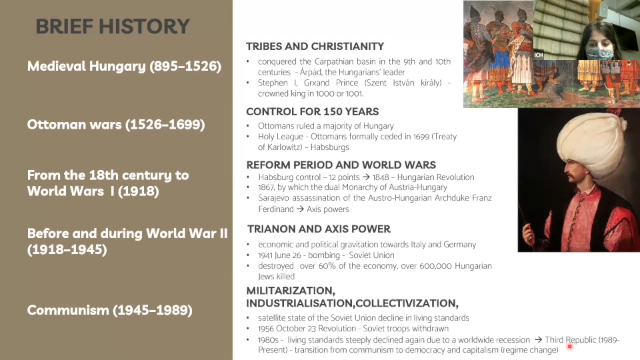 BRIEF HISTORY
Medieval Hungary (895–1526)
TRIBES AND CHRISTIANITY
• conquered the Carpathian basin in the 9th and 10th
centuries - Árpád, the Hungarians' leader
• Stephen I, Grand Prince (Szent István király) -
crowned king in 1000 or 1001.
Ottoman wars (1526–1699)
CONTROL FOR 150 YEARS
• Ottomans ruled a majority of Hungary
• Holy League - Ottomans formally ceded in 1699 (Treaty
of Karlowitz) – Habsburgs
From the 18th century to
World Wars I (1918)
REFORM PERIOD AND WORLD WARS
• Habsburg control – 12 points → 1848 – Hungarian Revolution
• 1867, by which the dual Monarchy of Austria-Hungary
• Sarajevo assassination of the Austro-Hungarian Archduke Franz
Ferdinand → Axis powers
Before and during World War II
(1918–1945)
TRIANON AND AXIS POWER
• economic and political gravitation towards Italy and Germany
• 1941 June 26 - bombing - Soviet Union
• destroyed over 60% of the economy, over 600,000 Hungarian
Jews killed
Communism (1945–1989)
MILITARIZATION,
INDUSTRIALISATION,COLLECTIVIZATION,
• satellite state of the Soviet Union decline in living standards
• 1956 October 23 Revolution - Soviet troops withdrawn
• 1980s - living standards steeply declined again due to a worldwide recession → Third Republic (1989-
Present) - transition from communism to democracy and capitalism (regime change)